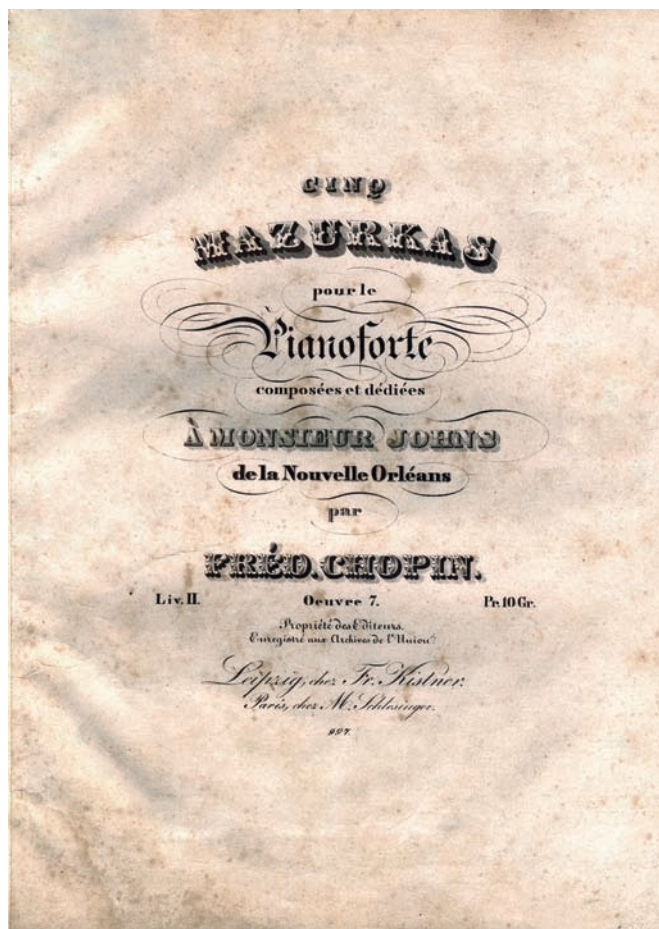 CINQ
MAZURKAS
pour le
Pianoforte
composées et dédiées
À MONSIEUR JOHNS
de la Nouvelle Orléans
par
FRÉD. CHOPIN.
Liv. II. Oeuvre 7. Pr. 10 Gr.
Propriété des Editeurs.
Enregistré aux Archives de l'Union.
Leipzig, chez Fr. Kistner.
Paris, chez M. Schlesinger.